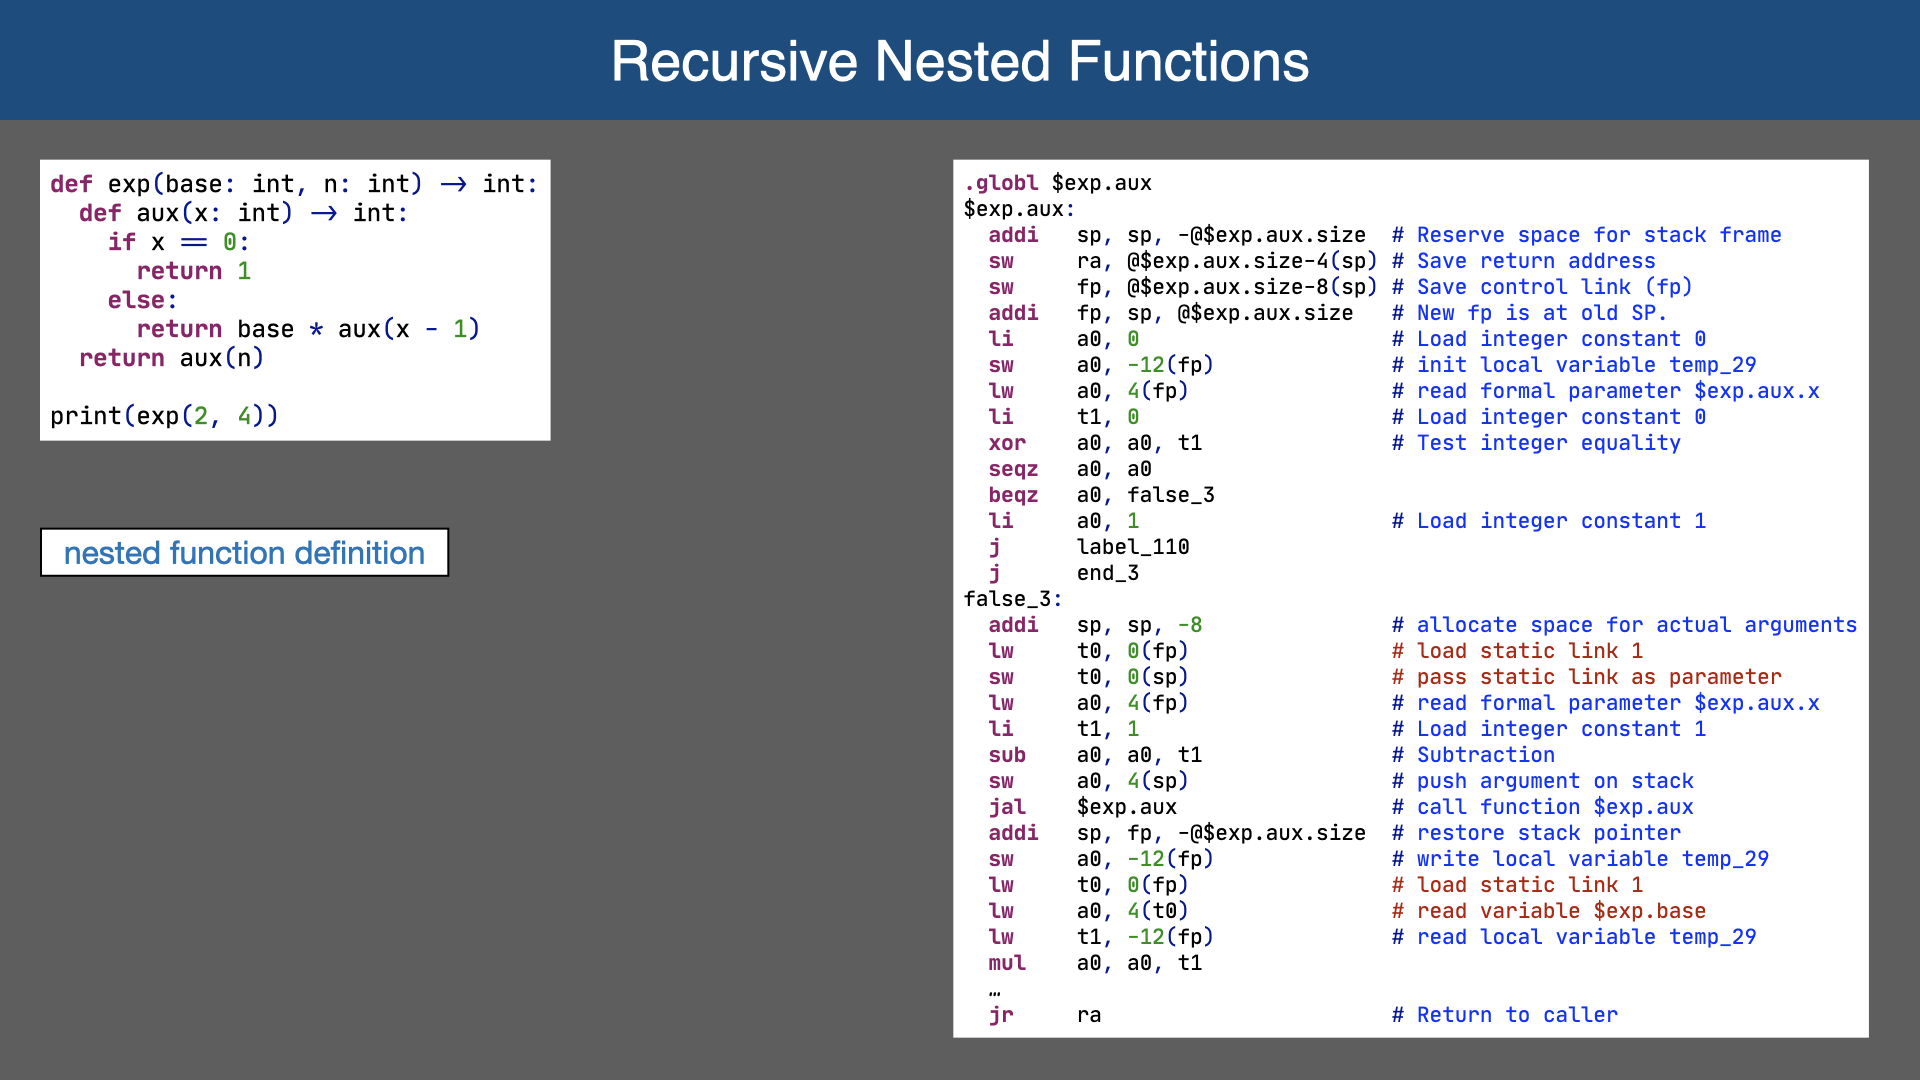 Recursive Nested Functions
def exp(base: int, n: int) → int:
  def aux(x: int) → int:
    if x == 0:
      return 1
    else:
      return base * aux(x - 1)
  return aux(n)
print(exp(2, 4))
nested function definition
.globl $exp.aux
$exp.aux:
  addi   sp, sp, -@$exp.aux.size  # Reserve space for stack frame
  sw     ra, @$exp.aux.size-4(sp) # Save return address
  sw     fp, @$exp.aux.size-8(sp) # Save control link (fp)
  addi   fp, sp, @$exp.aux.size   # New fp is at old SP.
  li     a0, 0                    # Load integer constant 0
  sw     a0, -12(fp)              # init local variable temp_29
  lw     a0, 4(fp)                # read formal parameter $exp.aux.x
  li     t1, 0                    # Load integer constant 0
  xor    a0, a0, t1               # Test integer equality
  seqz   a0, a0
  beqz   a0, false_3
  li     a0, 1                    # Load integer constant 1
  j      label_110
  j      end_3
false_3:
  addi   sp, sp, -8               # allocate space for actual arguments
  lw     t0, 0(fp)                # load static link 1
  sw     t0, 0(sp)                # pass static link as parameter
  lw     a0, 4(fp)                # read formal parameter $exp.aux.x
  li     t1, 1                    # Load integer constant 1
  sub    a0, a0, t1               # Subtraction
  sw     a0, 4(sp)                # push argument on stack
  jal    $exp.aux                 # call function $exp.aux
  addi   sp, fp, -@$exp.aux.size  # restore stack pointer
  sw     a0, -12(fp)              # write local variable temp_29
  lw     t0, 0(fp)                # load static link 1
  lw     a0, 4(t0)                # read variable $exp.base
  lw     t1, -12(fp)              # read local variable temp_29
  mul    a0, a0, t1
  …
  jr     ra                       # Return to caller